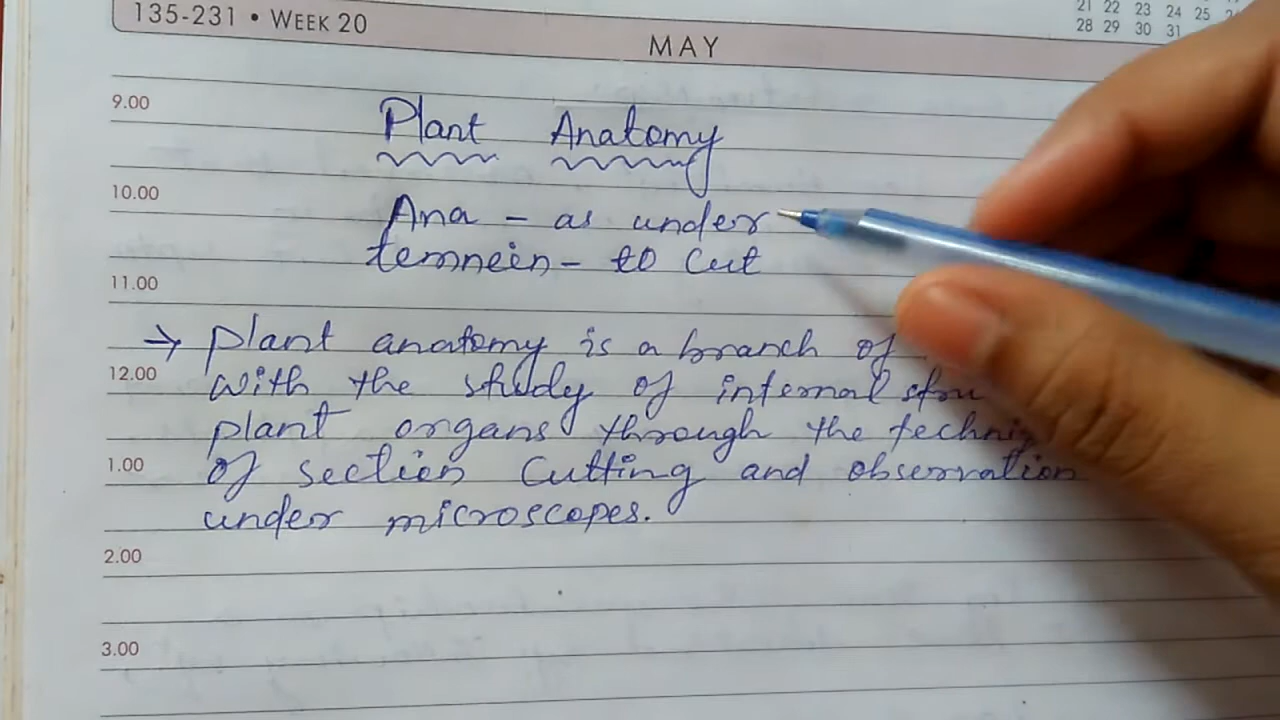 135-231 • WEEK 20
MAY
21 22 23 24 25
28 29 30 31
9.00
Plant Anatomy
10.00
Ana - as under
temnein - to cut
11.00
→ plant anatomy is a branch of
12.00
with the study of internal stru
plant organs through the techni
1.00
of section cutting and observation
under microscopes.
2.00
3.00